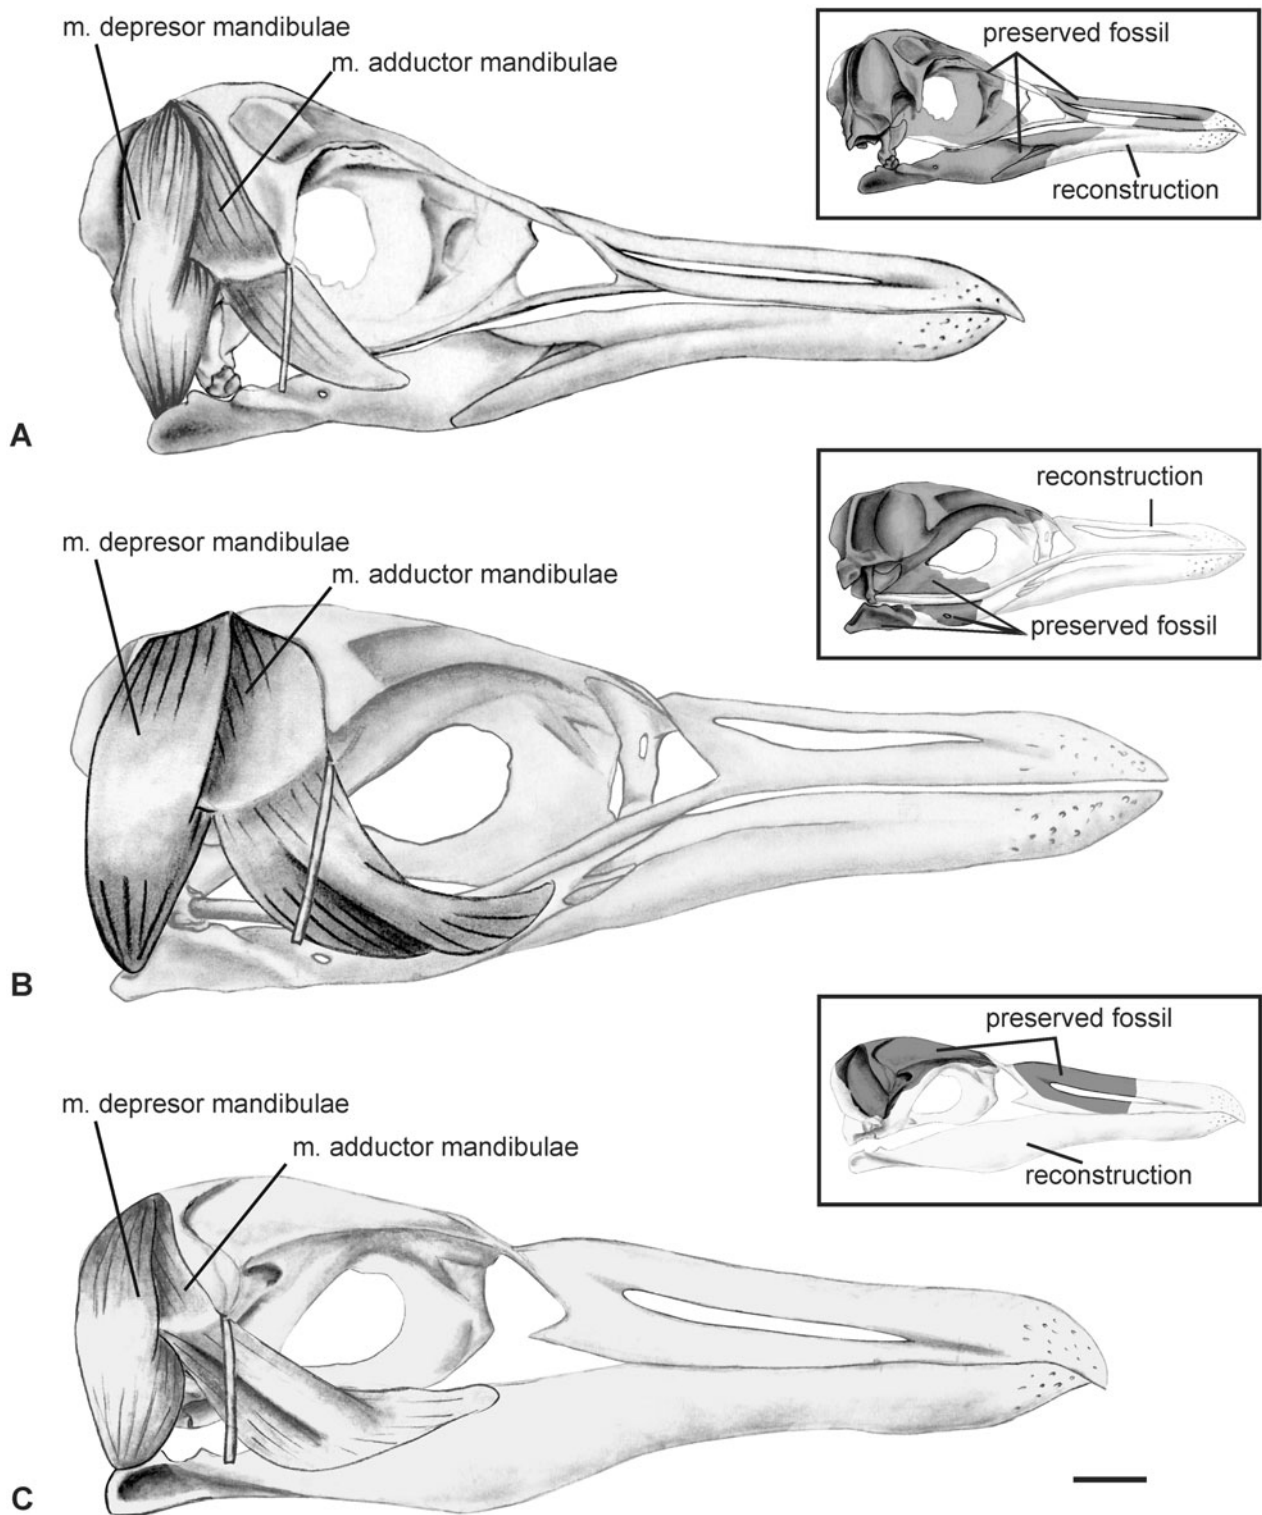 m. depresor mandibulae
m. adductor mandibulae
preserved fossil
reconstruction
A
reconstruction
preserved fossil
m. depresor mandibulae
m. adductor mandibulae
B
preserved fossil
reconstruction
m. depresor mandibulae
m. adductor mandibulae
C